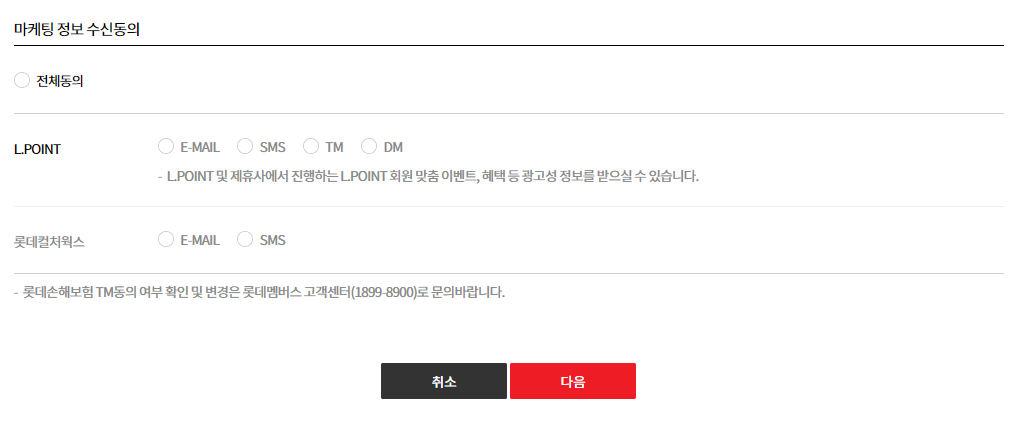 마케팅 정보 수신동의
전체동의
L.POINT E-MAIL SMS TM DM
- L.POINT 및 제휴사에서 진행하는 L.POINT 회원 맞춤 이벤트, 혜택 등 광고성 정보를 받으실 수 있습니다.
롯데컬처웍스 E-MAIL SMS
- 롯데손해보험 TM동의 여부 확인 및 변경은 롯데멤버스 고객센터(1899-8900)로 문의바랍니다.
취소 다음